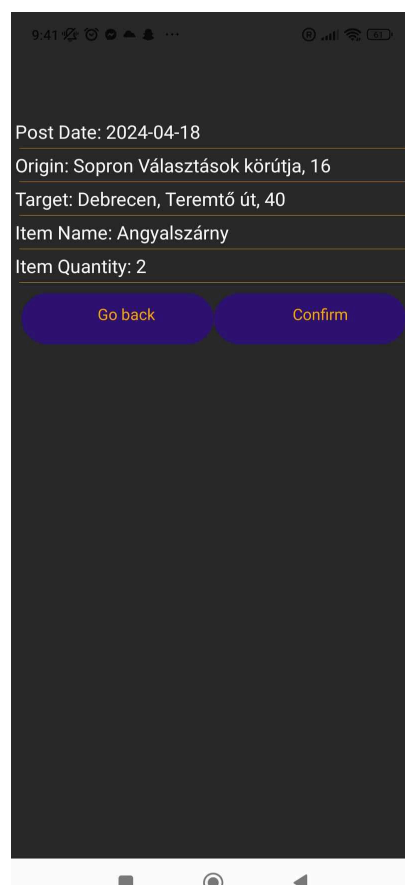 9:41
61
Post Date: 2024-04-18
Origin: Sopron Választások körútja, 16
Target: Debrecen, Teremtő út, 40
Item Name: Angyalszárny
Item Quantity: 2
Go back Confirm